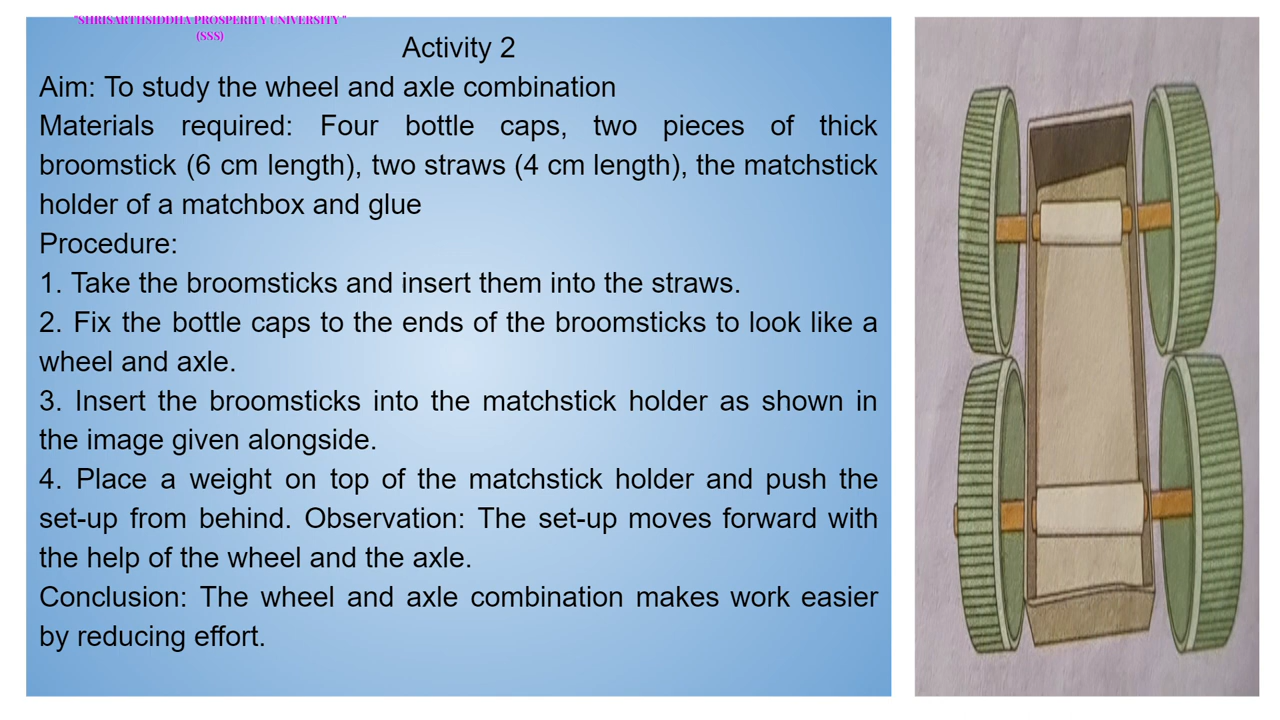 "SHRISARTHSIDDHA PROSPERITY UNIVERSITY "
(SSS)
Activity 2
Aim: To study the wheel and axle combination
Materials required: Four bottle caps, two pieces of thick
broomstick (6 cm length), two straws (4 cm length), the matchstick
holder of a matchbox and glue
Procedure:
1. Take the broomsticks and insert them into the straws.
2. Fix the bottle caps to the ends of the broomsticks to look like a
wheel and axle.
3. Insert the broomsticks into the matchstick holder as shown in
the image given alongside.
4. Place a weight on top of the matchstick holder and push the
set-up from behind. Observation: The set-up moves forward with
the help of the wheel and the axle.
Conclusion: The wheel and axle combination makes work easier
by reducing effort.